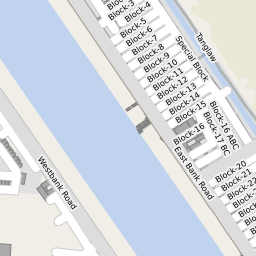 Block-3
Block-4
Block-5
Block-6
Block-7
Block-8
Block-9
Block-10
Block-11
Block-12
Block-13
Block-14
Block-15
Block-16
Special Block
Tanglaw
Block-16 ABC
Block-17 BC
East Bank Road
Westbank Road
Block-20
Block-21
Block-22